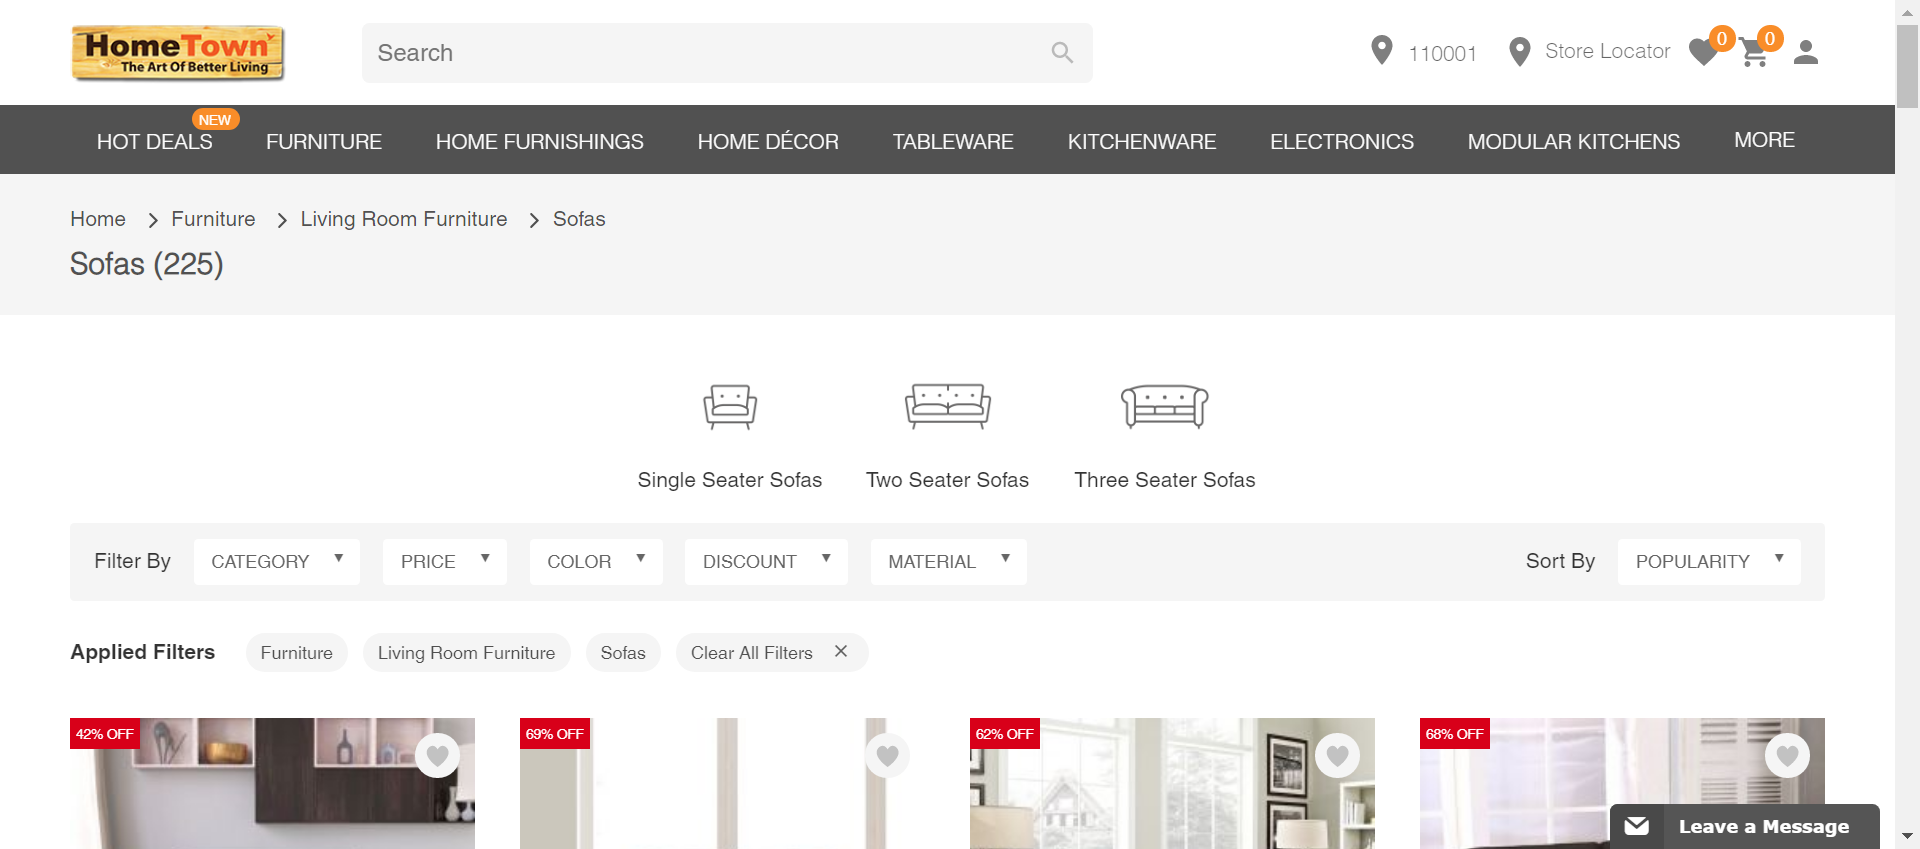 HomeTown
The Art Of Better Living
Search
110001
Store Locator
0
0
NEW
HOT DEALS
FURNITURE
HOME FURNISHINGS
HOME DÉCOR
TABLEWARE
KITCHENWARE
ELECTRONICS
MODULAR KITCHENS
MORE
Home
Furniture
Living Room Furniture
Sofas
Sofas (225)
Single Seater Sofas
Two Seater Sofas
Three Seater Sofas
Filter By
CATEGORY
PRICE
COLOR
DISCOUNT
MATERIAL
Sort By
POPULARITY
Applied Filters
Furniture
Living Room Furniture
Sofas
Clear All Filters
42% OFF
69% OFF
62% OFF
68% OFF
Leave a Message